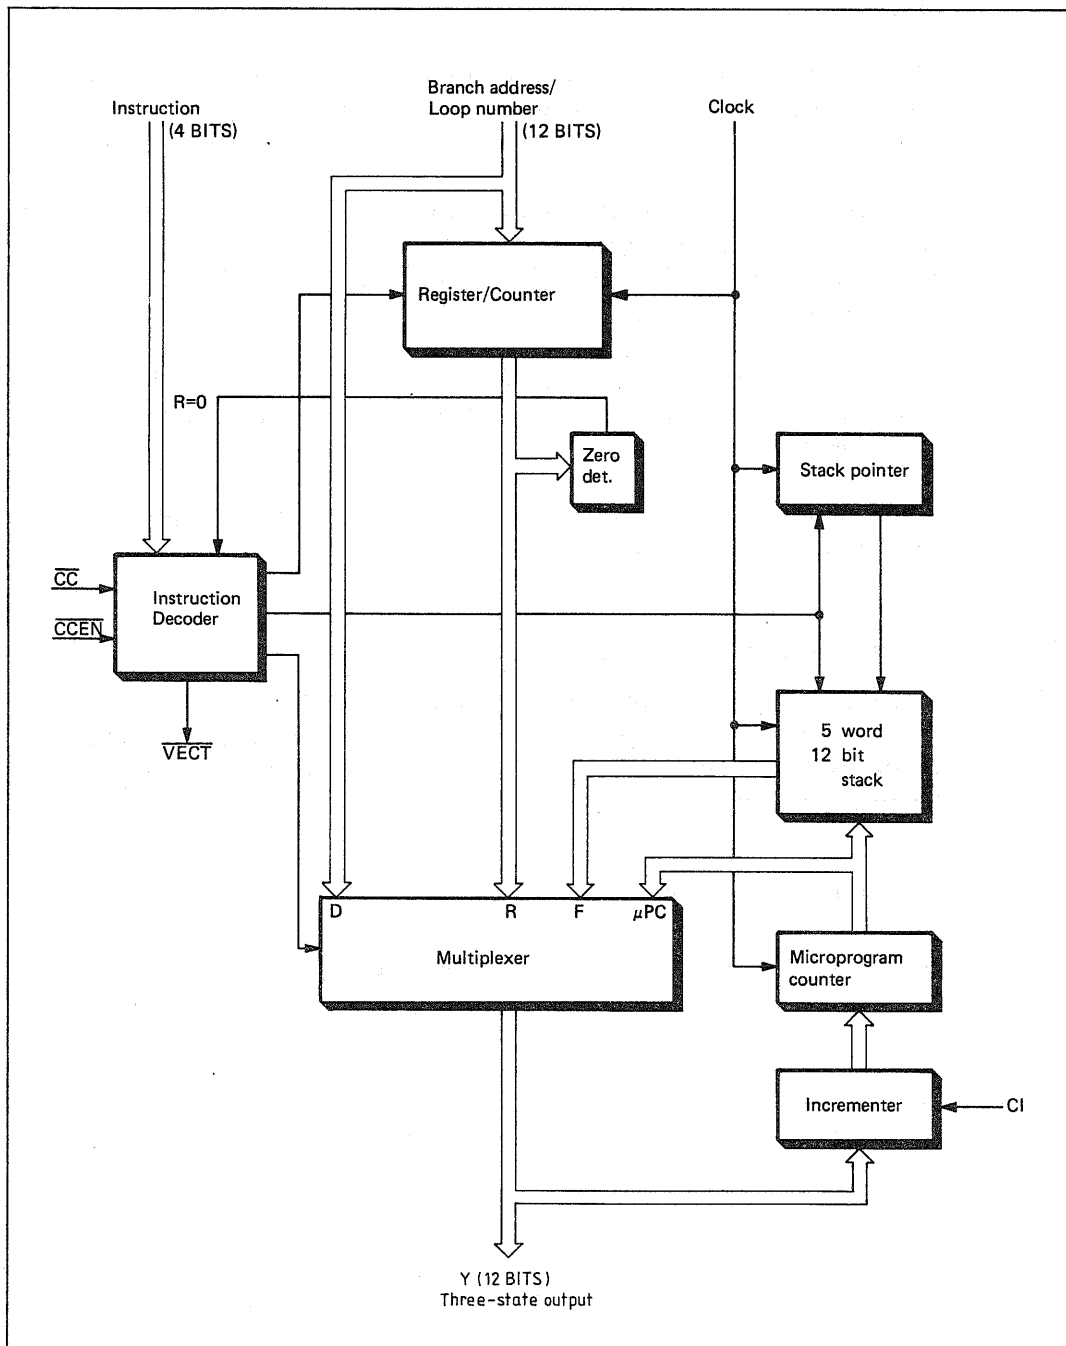 Instruction
(4 BITS)
Branch address/
Loop number
(12 BITS)
Clock
Register/Counter
R=0
Zero
det.
Stack pointer
CC
CCEN
Instruction
Decoder
VECT
5 word
12 bit
stack
D R F μPC
Multiplexer
Microprogram
counter
Incrementer
CI
Y (12 BITS)
Three-state output